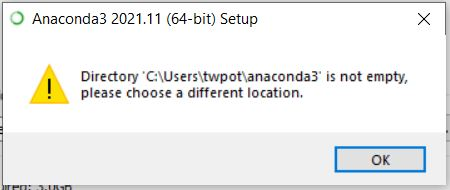 Anaconda3 2021.11 (64-bit) Setup
Directory 'C:\Users\twpot\anaconda3' is not empty,
please choose a different location.
OK